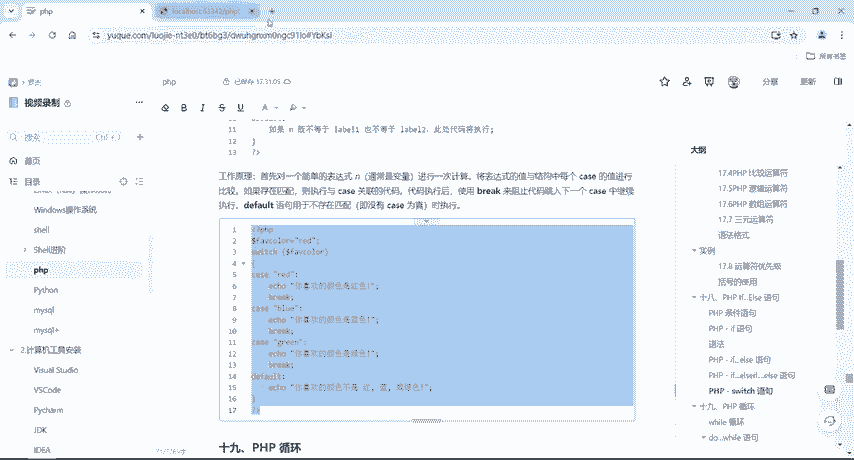 php
localhost:63342/php/
yuque.com/luojie-nt3e0/bt6bg3/
所有书签
php
已保存 17:31:05
分享
更新
视频录制
搜索
首页
目录
Windows操作系统
shell
Shell进阶
php
Python
mysql
mysql+
2.计算机工具安装
Visual Studio
VSCode
Pycharm
JDK
IDEA
11 如果 n 既不等于 label1 也不等于 label2，此处代码将执行;
12 }
13 ?>
工作原理：首先对一个简单的表达式 n（通常是变量）进行一次计算。将表达式的值与结构中每个 case 的值进行
比较。如果存在匹配，则执行与 case 关联的代码。代码执行后，使用 break 来阻止代码跳入下一个 case 中继续
执行。default 语句用于不存在匹配（即没有 case 为真）时执行。
1 <?php
2 $favcolor="red";
3 switch ($favcolor)
4 {
5 case "red":
6 echo "你喜欢的颜色是红色!";
7 break;
8 case "blue":
9 echo "你喜欢的颜色是蓝色!";
10 break;
11 case "green":
12 echo "你喜欢的颜色是绿色!";
13 break;
14 default:
15 echo "你喜欢的颜色不是 红, 蓝, 或绿色!";
16 }
17 ?>
十九、PHP 循环
大纲
17.4PHP 比较运算符
17.5PHP 逻辑运算符
17.6 PHP 数组运算符
17.7 三元运算符
语法格式
实例
17.8 运算符优先级
括号的使用
十八、PHP If...Else 语句
PHP 条件语句
PHP - if 语句
语法
PHP - if...else 语句
PHP - if...elseif....else 语句
PHP - switch 语句
十九、PHP 循环
while 循环
do...while 语句